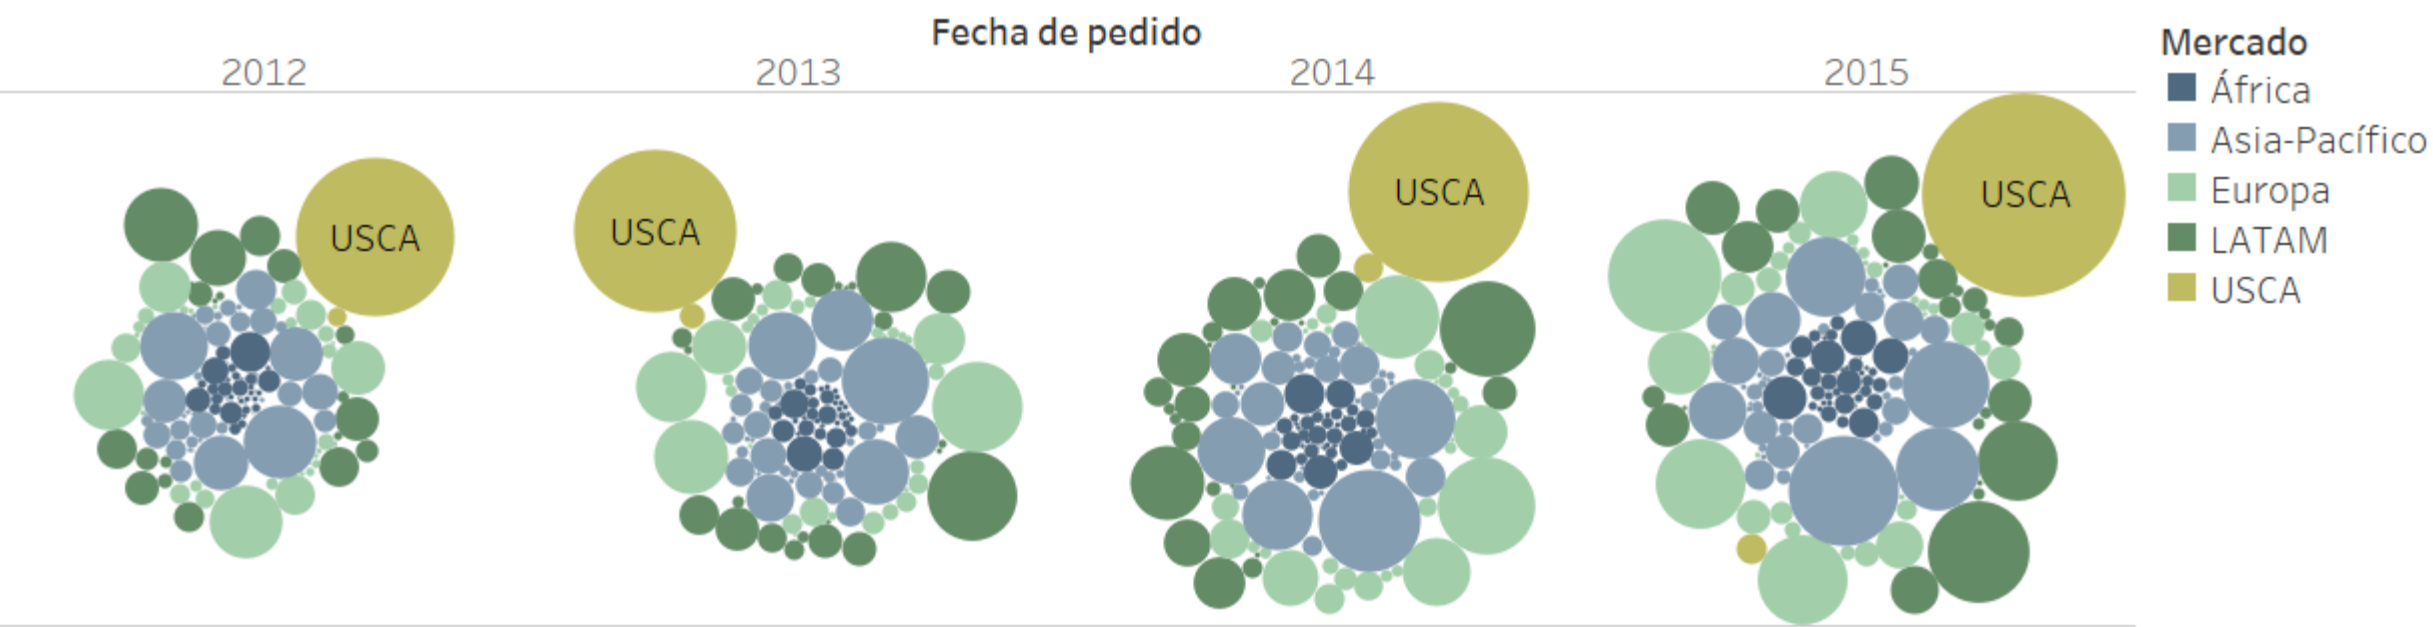 Fecha de pedido
2012
2013
2014
2015
USCA
USCA
USCA
USCA
Mercado
África
Asia-Pacífico
Europa
LATAM
USCA